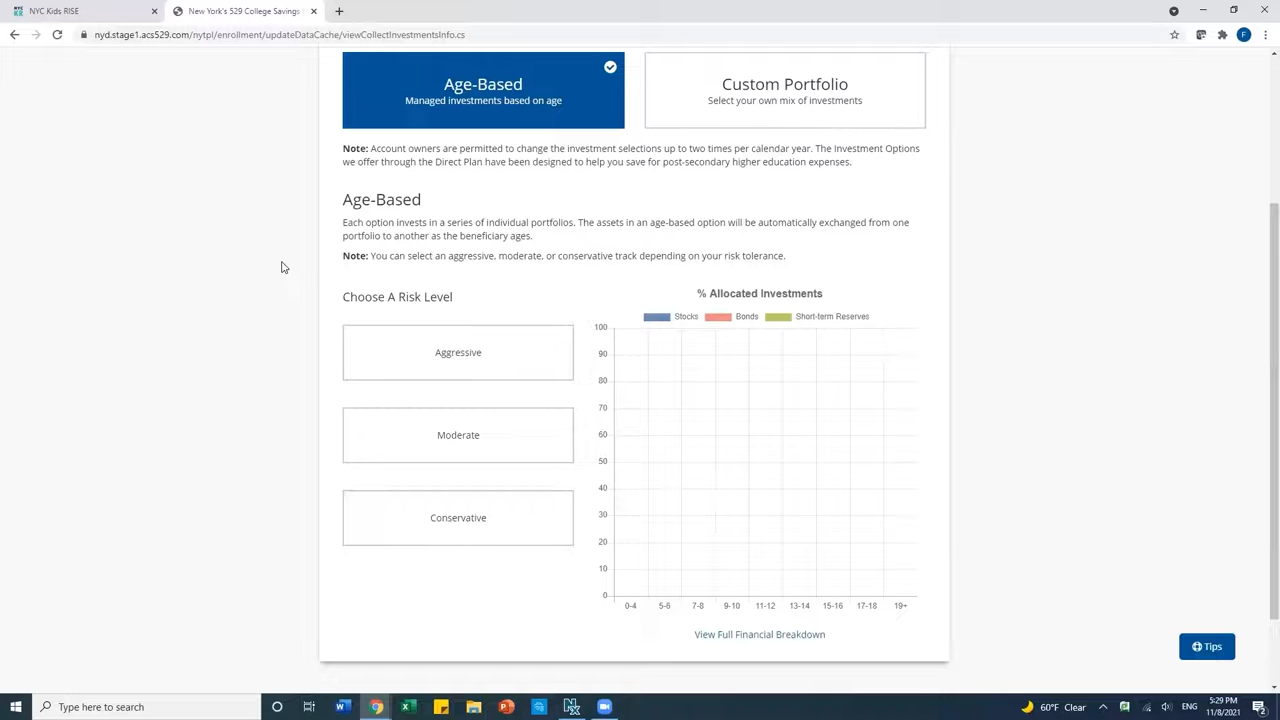 NYC Kids RISE
New York's 529 College Savings
nyd.stage1.acs529.com/nytpl/enrollment/updateDataCache/viewCollectInvestmentsInfo.cs
F
Age-Based
Managed investments based on age
Custom Portfolio
Select your own mix of investments
Note: Account owners are permitted to change the investment selections up to two times per calendar year. The Investment Options
we offer through the Direct Plan have been designed to help you save for post-secondary higher education expenses.
Age-Based
Each option invests in a series of individual portfolios. The assets in an age-based option will be automatically exchanged from one
portfolio to another as the beneficiary ages.
Note: You can select an aggressive, moderate, or conservative track depending on your risk tolerance.
Choose A Risk Level
Aggressive
Moderate
Conservative
% Allocated Investments
Stocks Bonds Short-term Reserves
100
90
80
70
60
50
40
30
20
10
0
0-4 5-6 7-8 9-10 11-12 13-14 15-16 17-18 19+
View Full Financial Breakdown
Tips
Type here to search
60°F Clear
5:29 PM
11/8/2021
2